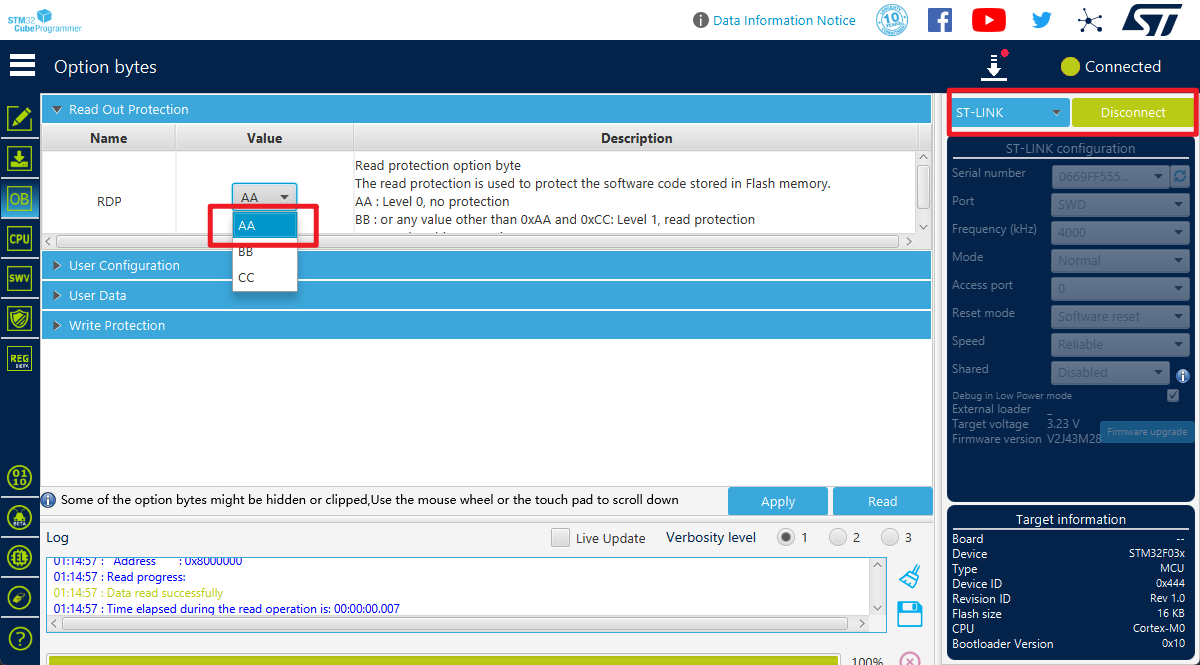 STM32
CubeProgrammer
Data Information Notice
10
ST
Option bytes
Connected
Read Out Protection
ST-LINK
Disconnect
Name
Value
Description
ST-LINK configuration
Read protection option byte
The read protection is used to protect the software code stored in Flash memory.
AA : Level 0, no protection
BB : or any value other than 0xAA and 0xCC: Level 1, read protection
RDP
AA
AA
BB
CC
User Configuration
User Data
Write Protection
OB
CPU
SWV
REG
BETA
01
10
BETA
Serial number
0669FF555...
Port
SWD
Frequency (kHz)
4000
Mode
Normal
Access port
0
Reset mode
Software reset
Speed
Reliable
Shared
Disabled
Debug in Low Power mode
External loader _
Target voltage 3.23 V
Firmware version V2J43M28
Firmware upgrade
Some of the option bytes might be hidden or clipped,Use the mouse wheel or the touch pad to scroll down
Apply
Read
Log
Live Update
Verbosity level
1
2
3
01:14:57 : Address : 0x8000000
01:14:57 : Read progress:
01:14:57 : Data read successfully
01:14:57 : Time elapsed during the read operation is: 00:00:00.007
100%
Target information
Board --
Device STM32F03x
Type MCU
Device ID 0x444
Revision ID Rev 1.0
Flash size 16 KB
CPU Cortex-M0
Bootloader Version 0x10